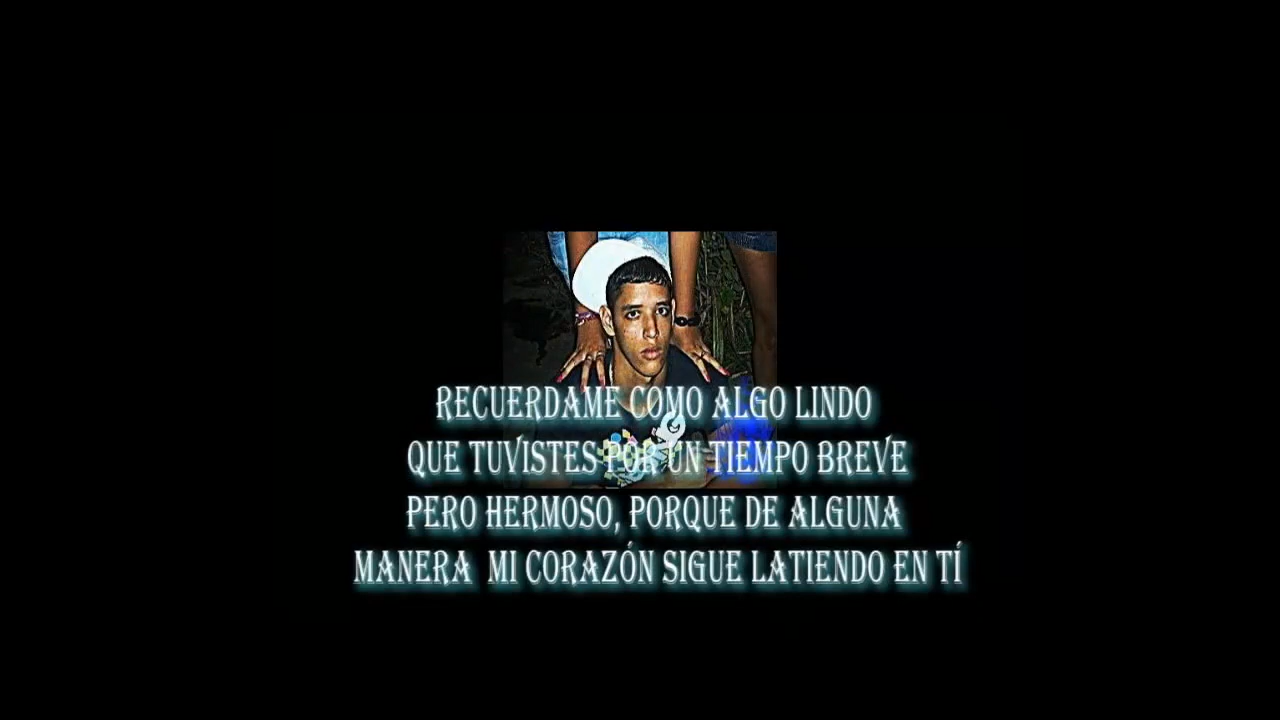 RECUERDAME COMO ALGO LINDO
QUE TUVISTES POR UN TIEMPO BREVE
PERO HERMOSO, PORQUE DE ALGUNA
MANERA MI CORAZÓN SIGUE LATIENDO EN TÍ